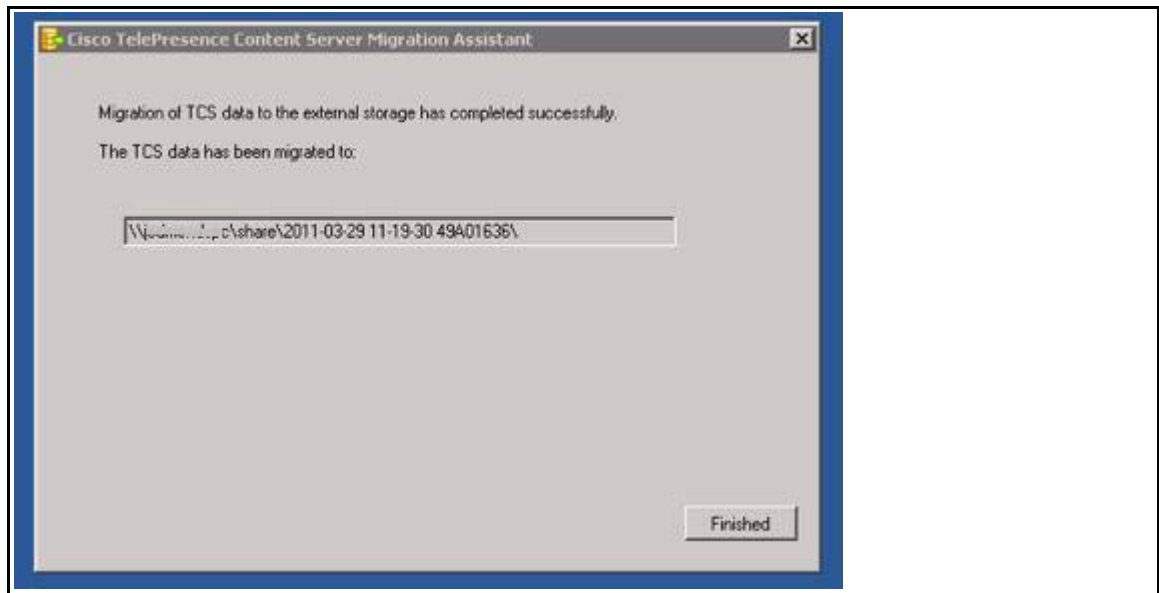 Cisco TelePresence Content Server Migration Assistant
Migration of TCS data to the external storage has completed successfully.
The TCS data has been migrated to:
\share\2011-03-29 11-19-30 49A01636\
Finished